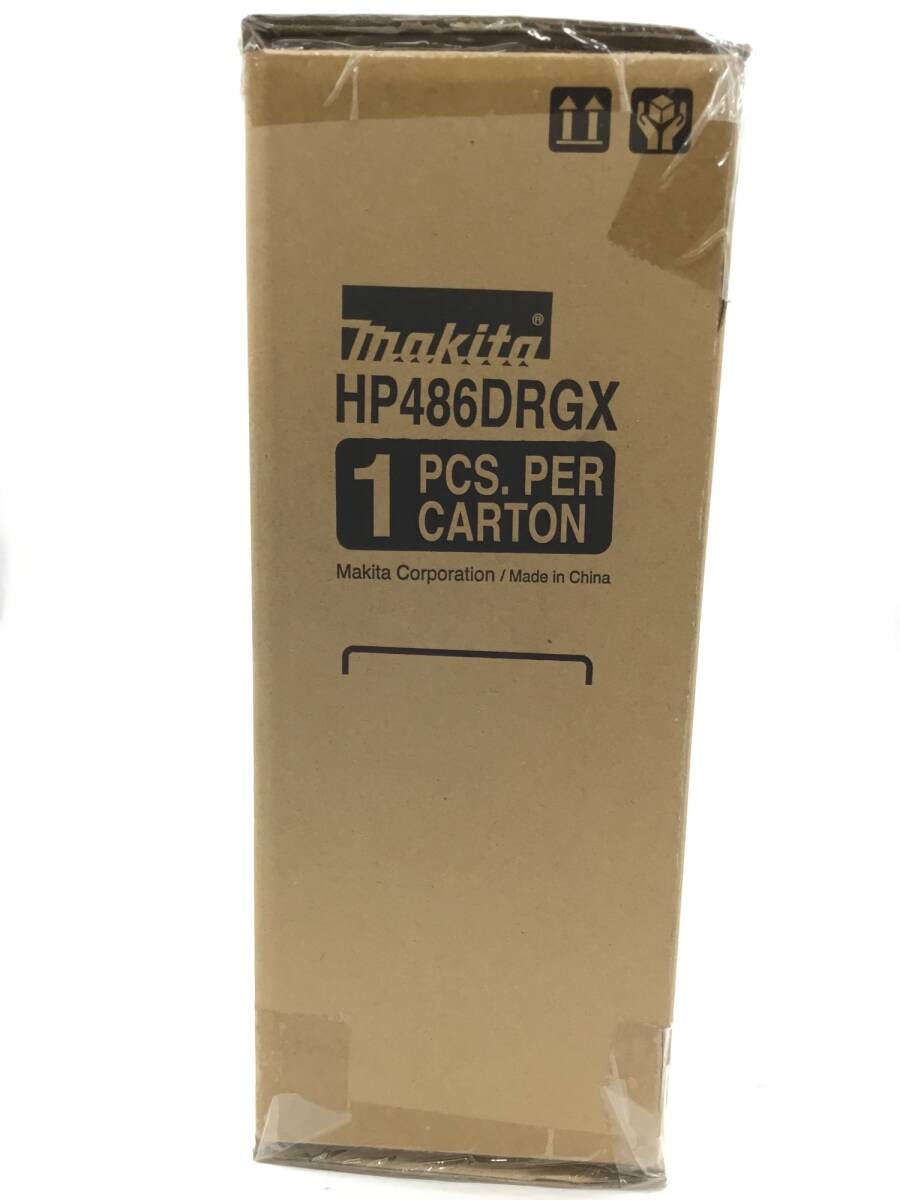 makita®
HP486DRGX
1 PCS. PER
CARTON
Makita Corporation / Made in China